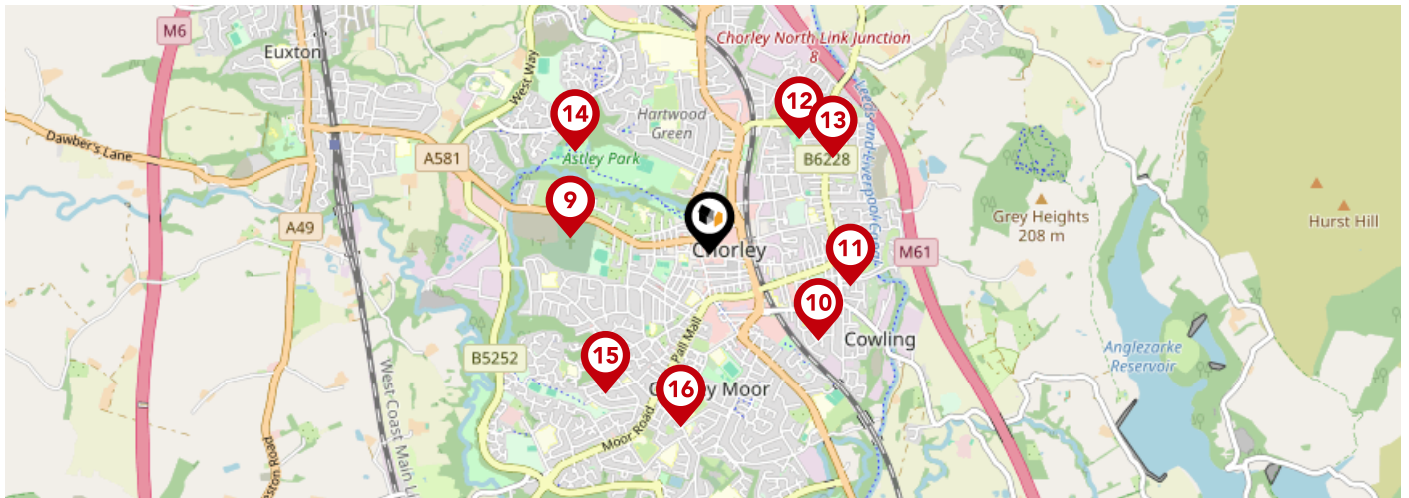 M6
Euxton
West Way
Chorley North Link Junction
8
Hartwood
Green
12
13
14
Dawber's Lane
A581
Astley Park
B6228
Leeds and Liverpool Canal
9
A49
Chorley
11
M61
Grey Heights
208 m
Hurst Hill
10
Cowling
B5252
15
Pall Mall
16
y Moor
Moor Road
Anglezarke
Reservoir
West Coast Main Li
eston Road